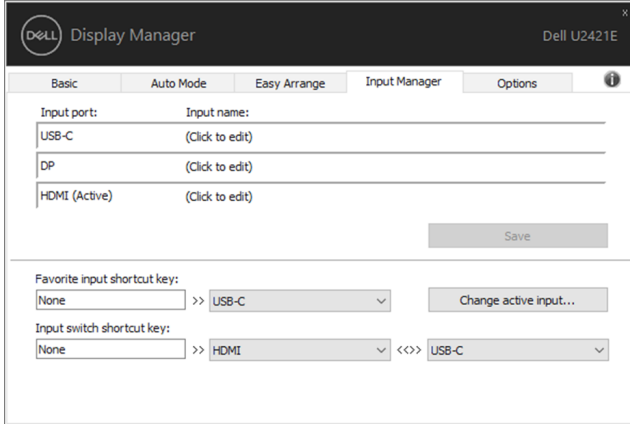 DELL Display Manager Dell U2421E x
Basic Auto Mode Easy Arrange Input Manager Options i
Input port: Input name:
USB-C (Click to edit)
DP (Click to edit)
HDMI (Active) (Click to edit)
Save
Favorite input shortcut key:
None >> USB-C Change active input...
Input switch shortcut key:
None >> HDMI <<>> USB-C